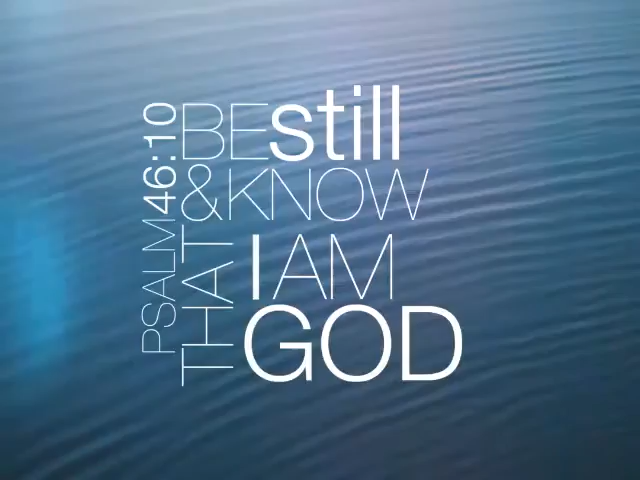 PSALM 46:10
BE still
& KNOW
THAT
I AM
GOD